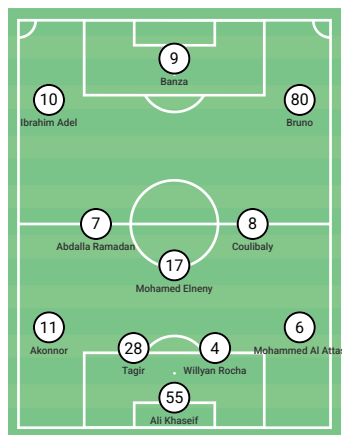 9
Banza
10
Ibrahim Adel
80
Bruno
7
Abdalla Ramadan
8
Coulibaly
17
Mohamed Elneny
11
Akonnor
28
Tagir
4
Willyan Rocha
6
Mohammed Al Attas
55
Ali Khaseif